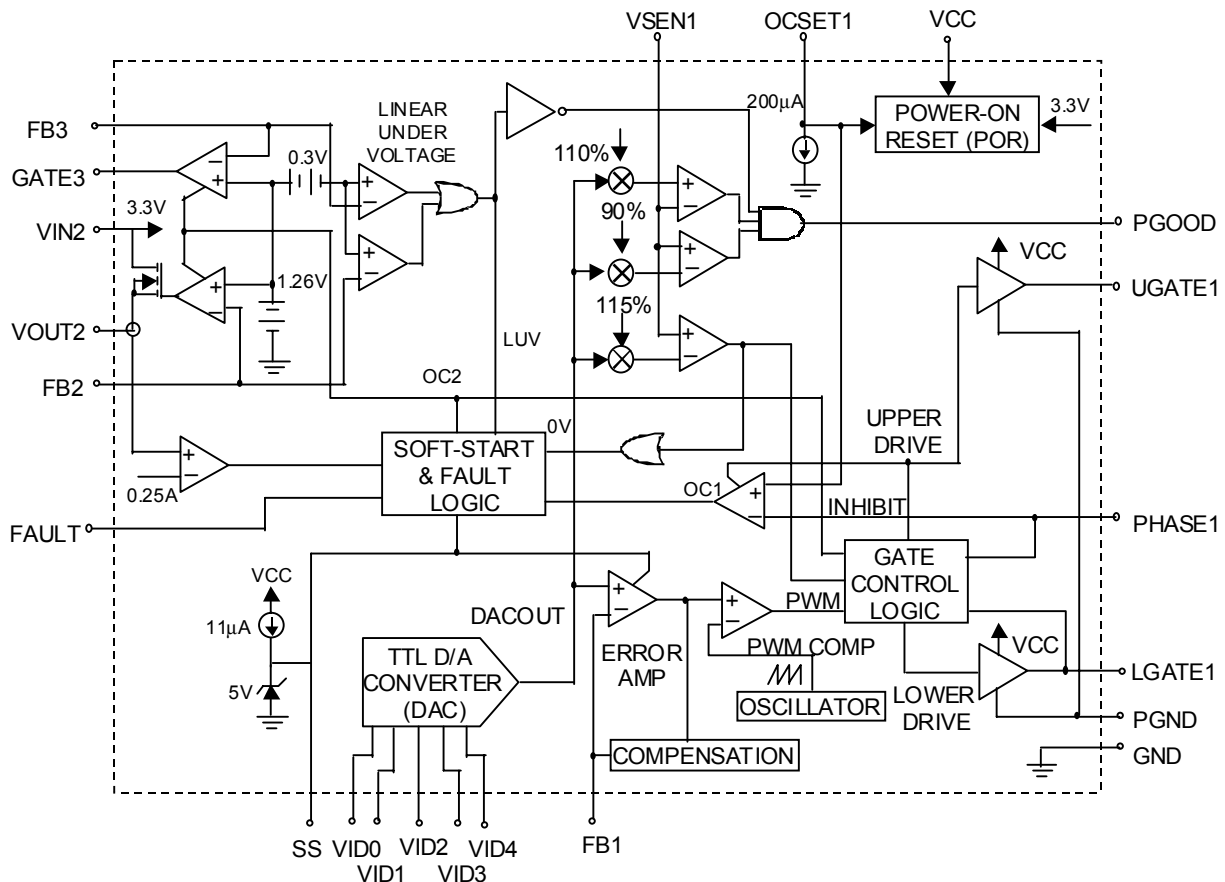 VSEN1
OCSET1
VCC
200µA
POWER-ON
RESET (POR)
3.3V
FB3
LINEAR
UNDER
VOLTAGE
110%
GATE3
0.3V
90%
PGOOD
3.3V
VIN2
VCC
1.26V
115%
UGATE1
VOUT2
LUV
FB2
OC2
UPPER
DRIVE
0V
SOFT-START
& FAULT
LOGIC
0.25A
OC1
INHIBIT
FAULT
PHASE1
GATE
CONTROL
LOGIC
VCC
11µA
DACOUT
PWM
5V
TTL D/A
CONVERTER
(DAC)
ERROR
AMP
PWM COMP
VCC
OSCILLATOR
LOWER
DRIVE
LGATE1
PGND
COMPENSATION
GND
SS
VID0
VID1
VID2
VID3
VID4
FB1